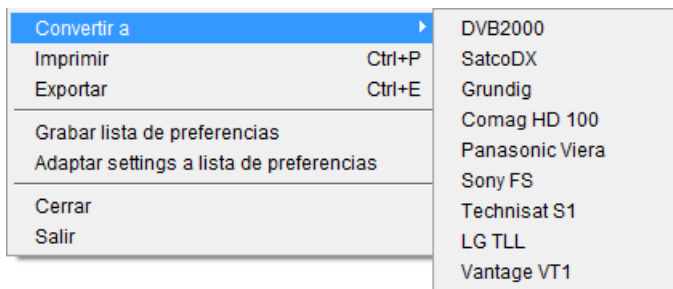 Convertir a
Imprimir Ctrl+P
Exportar Ctrl+E
Grabar lista de preferencias
Adaptar settings a lista de preferencias
Cerrar
Salir
DVB2000
SatcoDX
Grundig
Comag HD 100
Panasonic Viera
Sony FS
Technisat S1
LG TLL
Vantage VT1